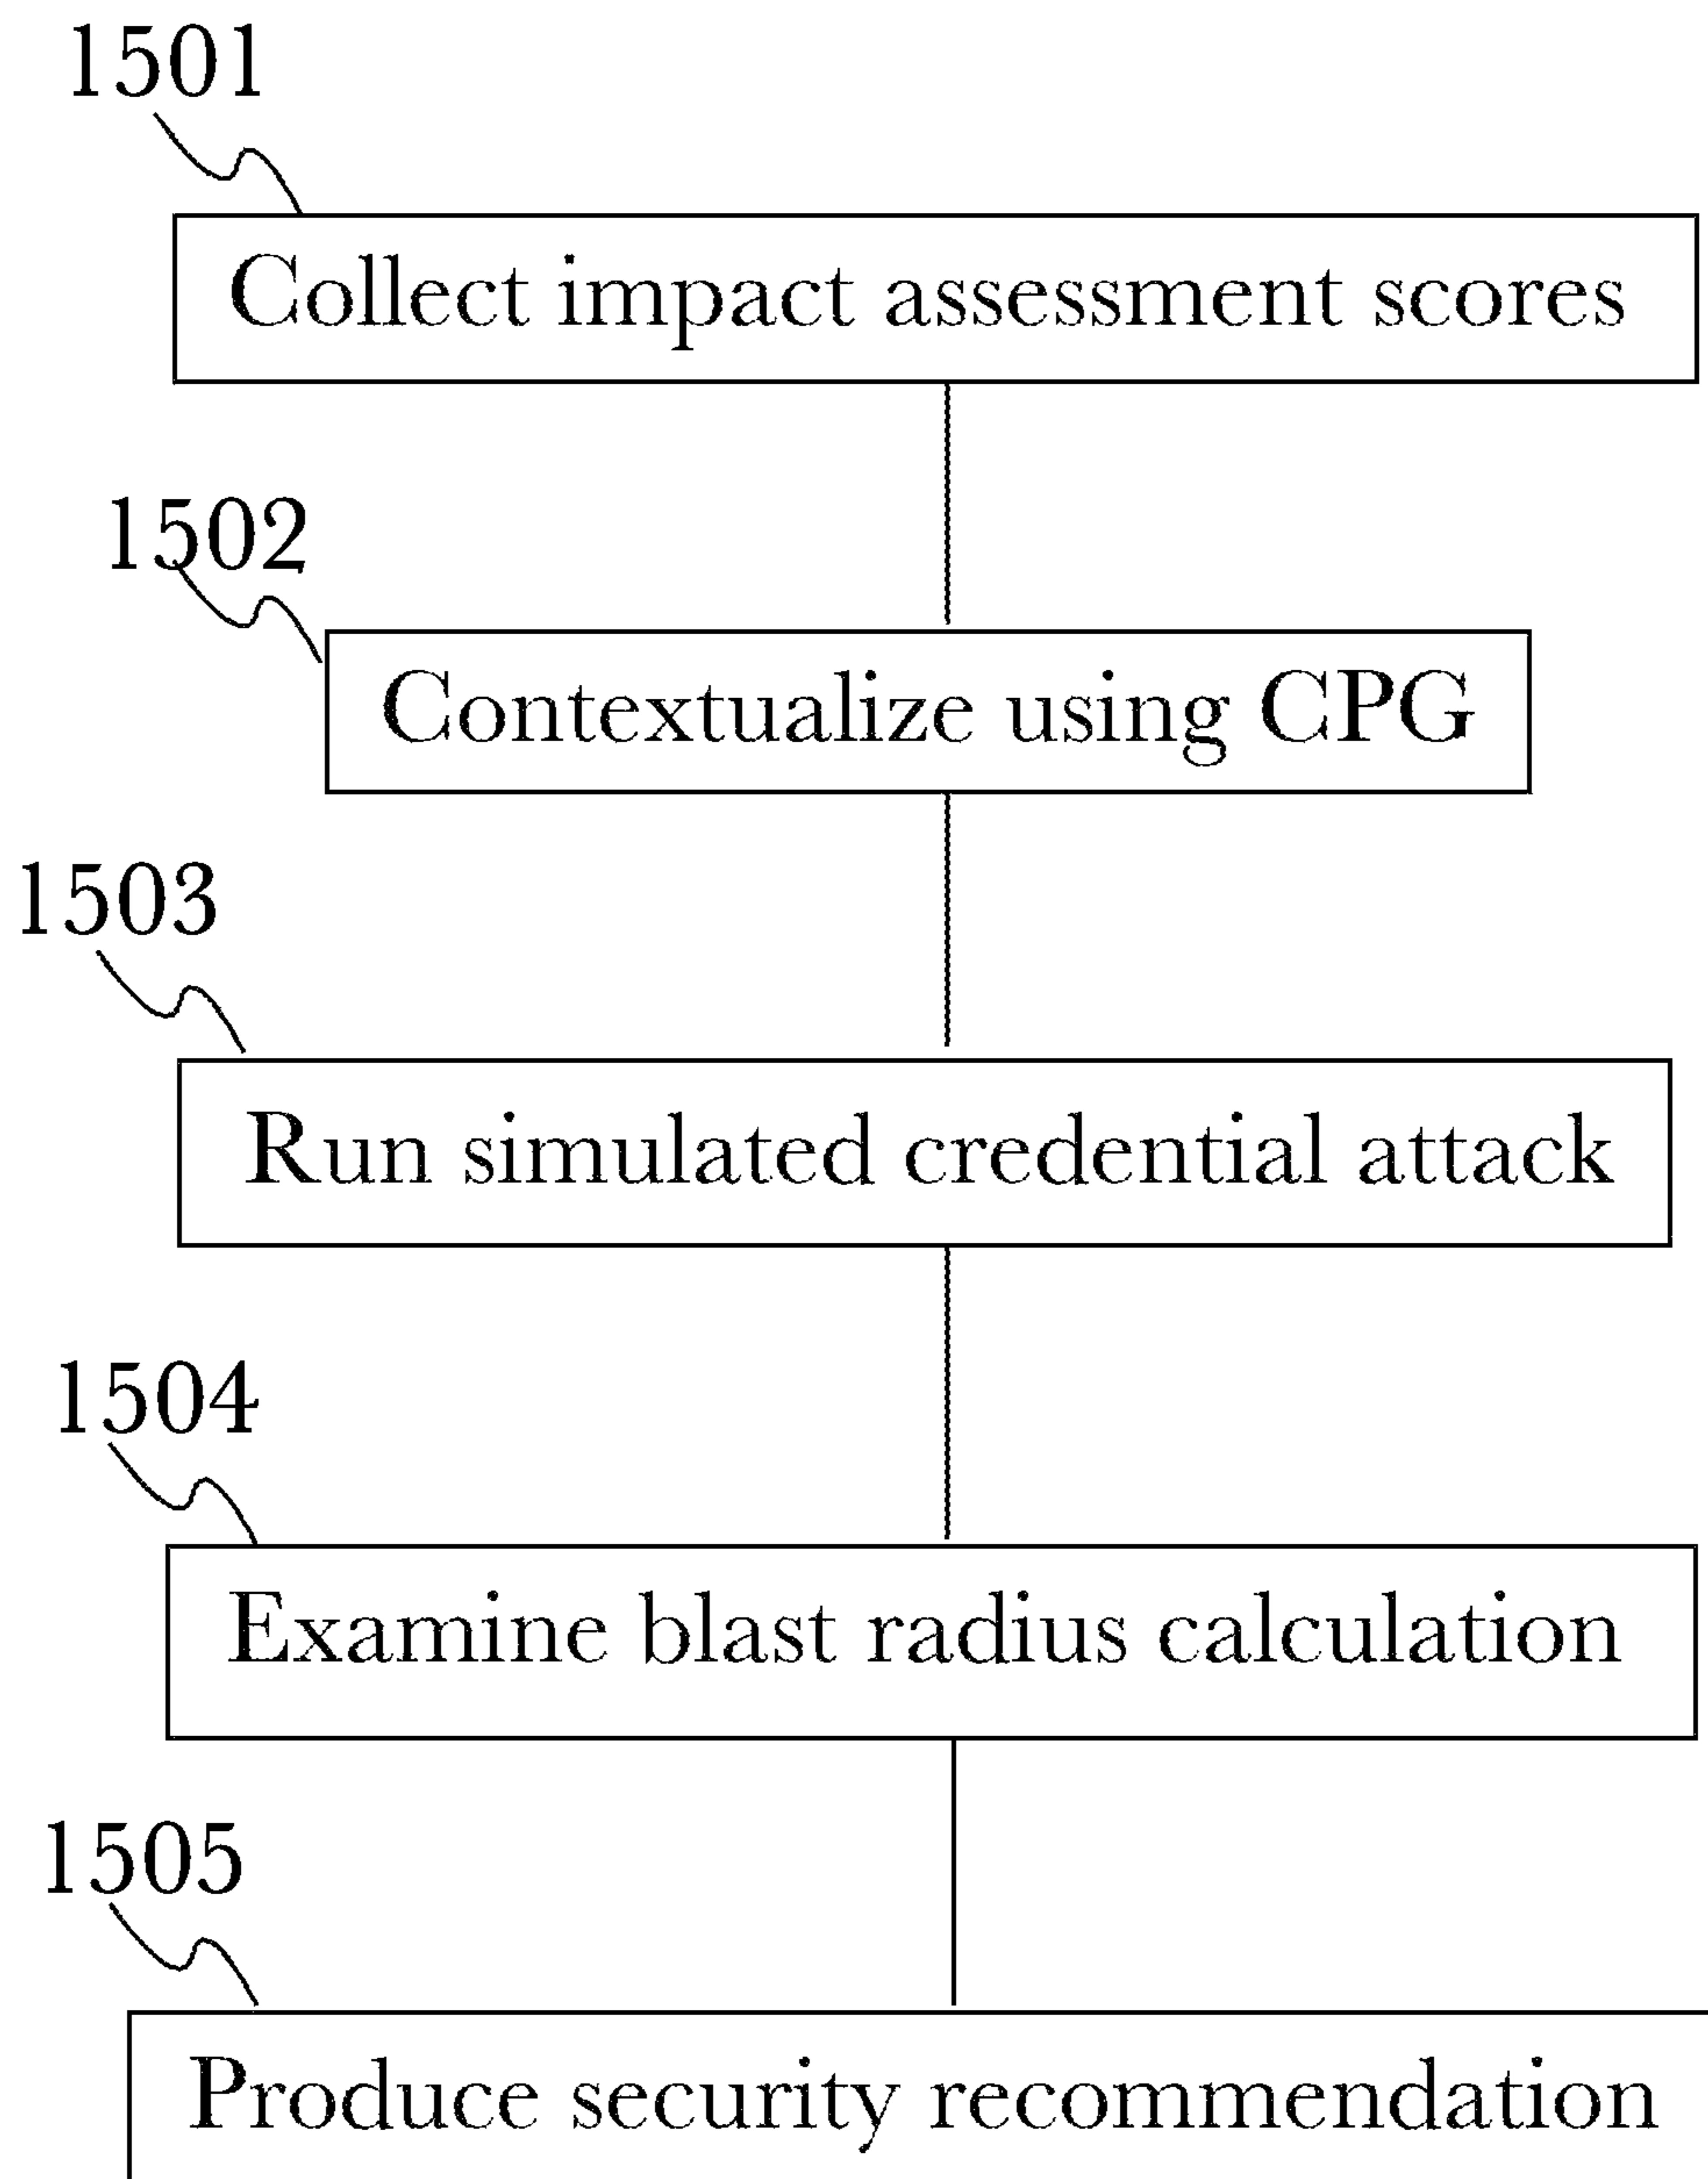 1501
Collect impact assessment scores
1502
Contextualize using CPG
1503
Run simulated credential attack
1504
Examine blast radius calculation
1505
Produce security recommendation